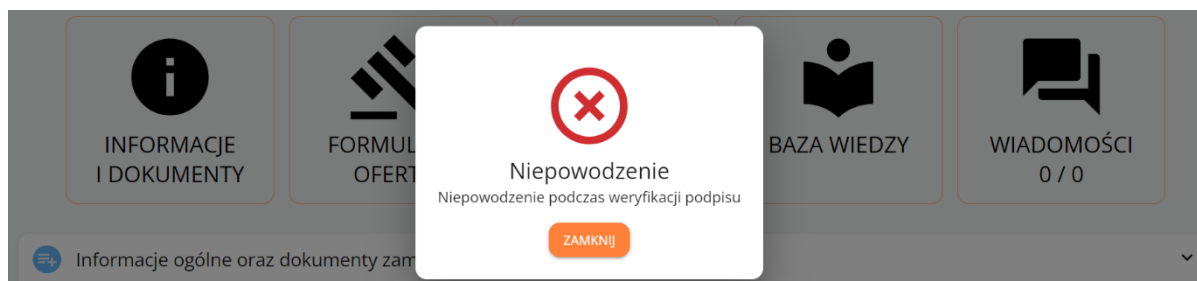 INFORMACJE
I DOKUMENTY
FORMUL
OFERT
Niepowodzenie
Niepowodzenie podczas weryfikacji podpisu
ZAMKNIJ
BAZA WIEDZY
WIADOMOŚCI
0 / 0
Informacje ogólne oraz dokumenty zam